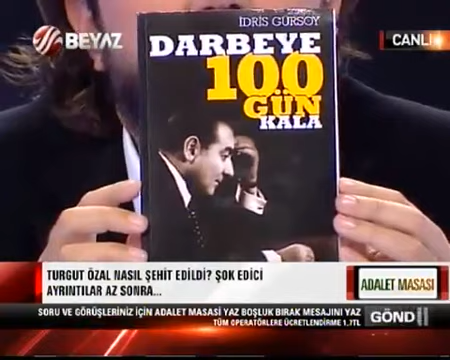 BEYAZ
CANLI
İDRİS GÜRSOY
DARBEYE
100
GÜN
KALA
TURGUT ÖZAL NASIL ŞEHİT EDİLDİ? ŞOK EDİCİ
AYRINTILAR AZ SONRA...
ADALET MASASI
SORU VE GÖRÜŞLERİNİZ İÇİN ADALET MASASI YAZ BOŞLUK BIRAK MESAJINI YAZ
TÜM OPERATÖRLERE ÜCRETLENDİRME 1.7TL